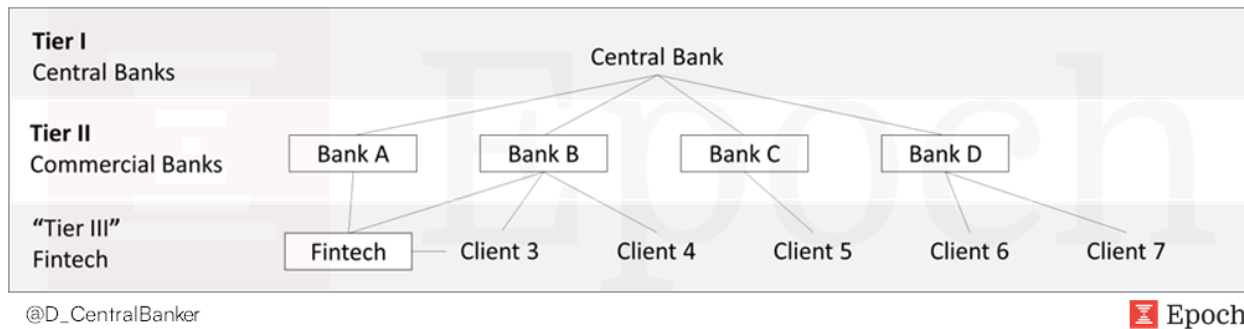 Tier I
Central Banks
Central Bank
Tier II
Commercial Banks
Bank A
Bank B
Bank C
Bank D
“Tier III”
Fintech
Fintech
Client 3
Client 4
Client 5
Client 6
Client 7
Epoch
@D_CentralBanker
Epoch